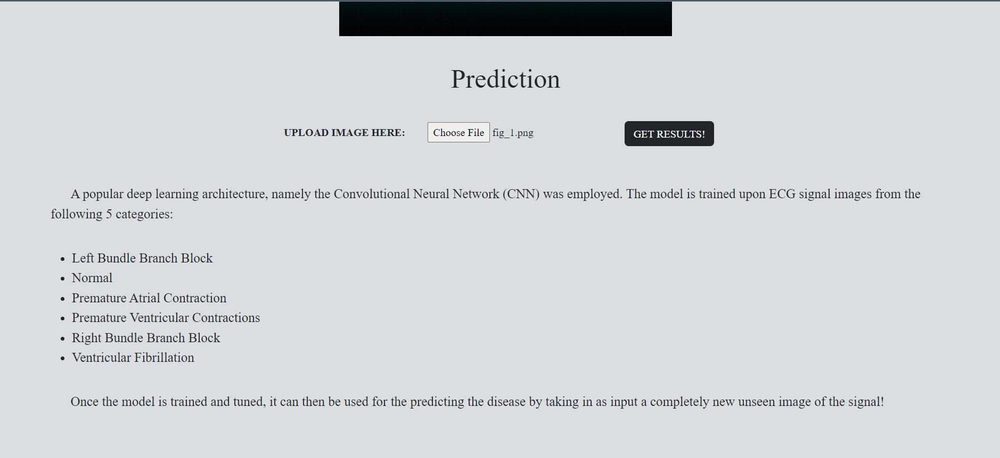 Prediction
UPLOAD IMAGE HERE: Choose File fig_1.png GET RESULTS!
A popular deep learning architecture, namely the Convolutional Neural Network (CNN) was employed. The model is trained upon ECG signal images from the
following 5 categories:
• Left Bundle Branch Block
• Normal
• Premature Atrial Contraction
• Premature Ventricular Contractions
• Right Bundle Branch Block
• Ventricular Fibrillation
Once the model is trained and tuned, it can then be used for the predicting the disease by taking in as input a completely new unseen image of the signal!